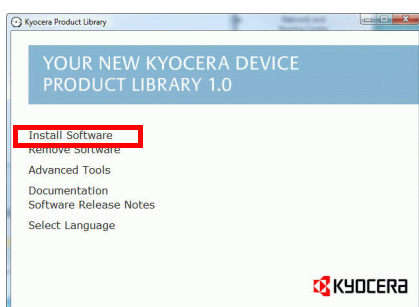 Kyocera Product Library
YOUR NEW KYOCERA DEVICE
PRODUCT LIBRARY 1.0
Install Software
Remove Software
Advanced Tools
Documentation
Software Release Notes
Select Language
KYOCERA